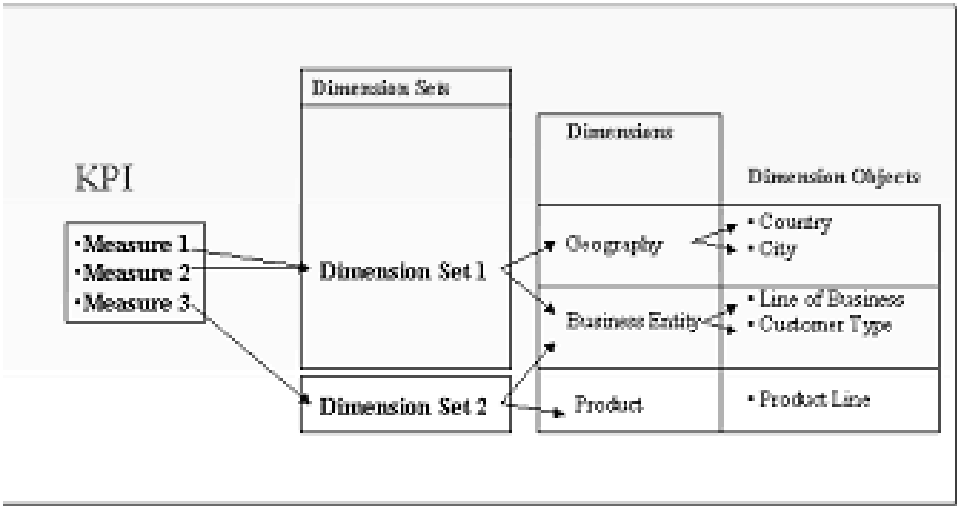 Dimension Sets
Dimensions
KPI
Dimension Objects
•Measure 1
•Measure 2
•Measure 3
Dimension Set 1
Geography
• Country
• City
Business Entity
• Line of Business
• Customer Type
Dimension Set 2
Product
• Product Line